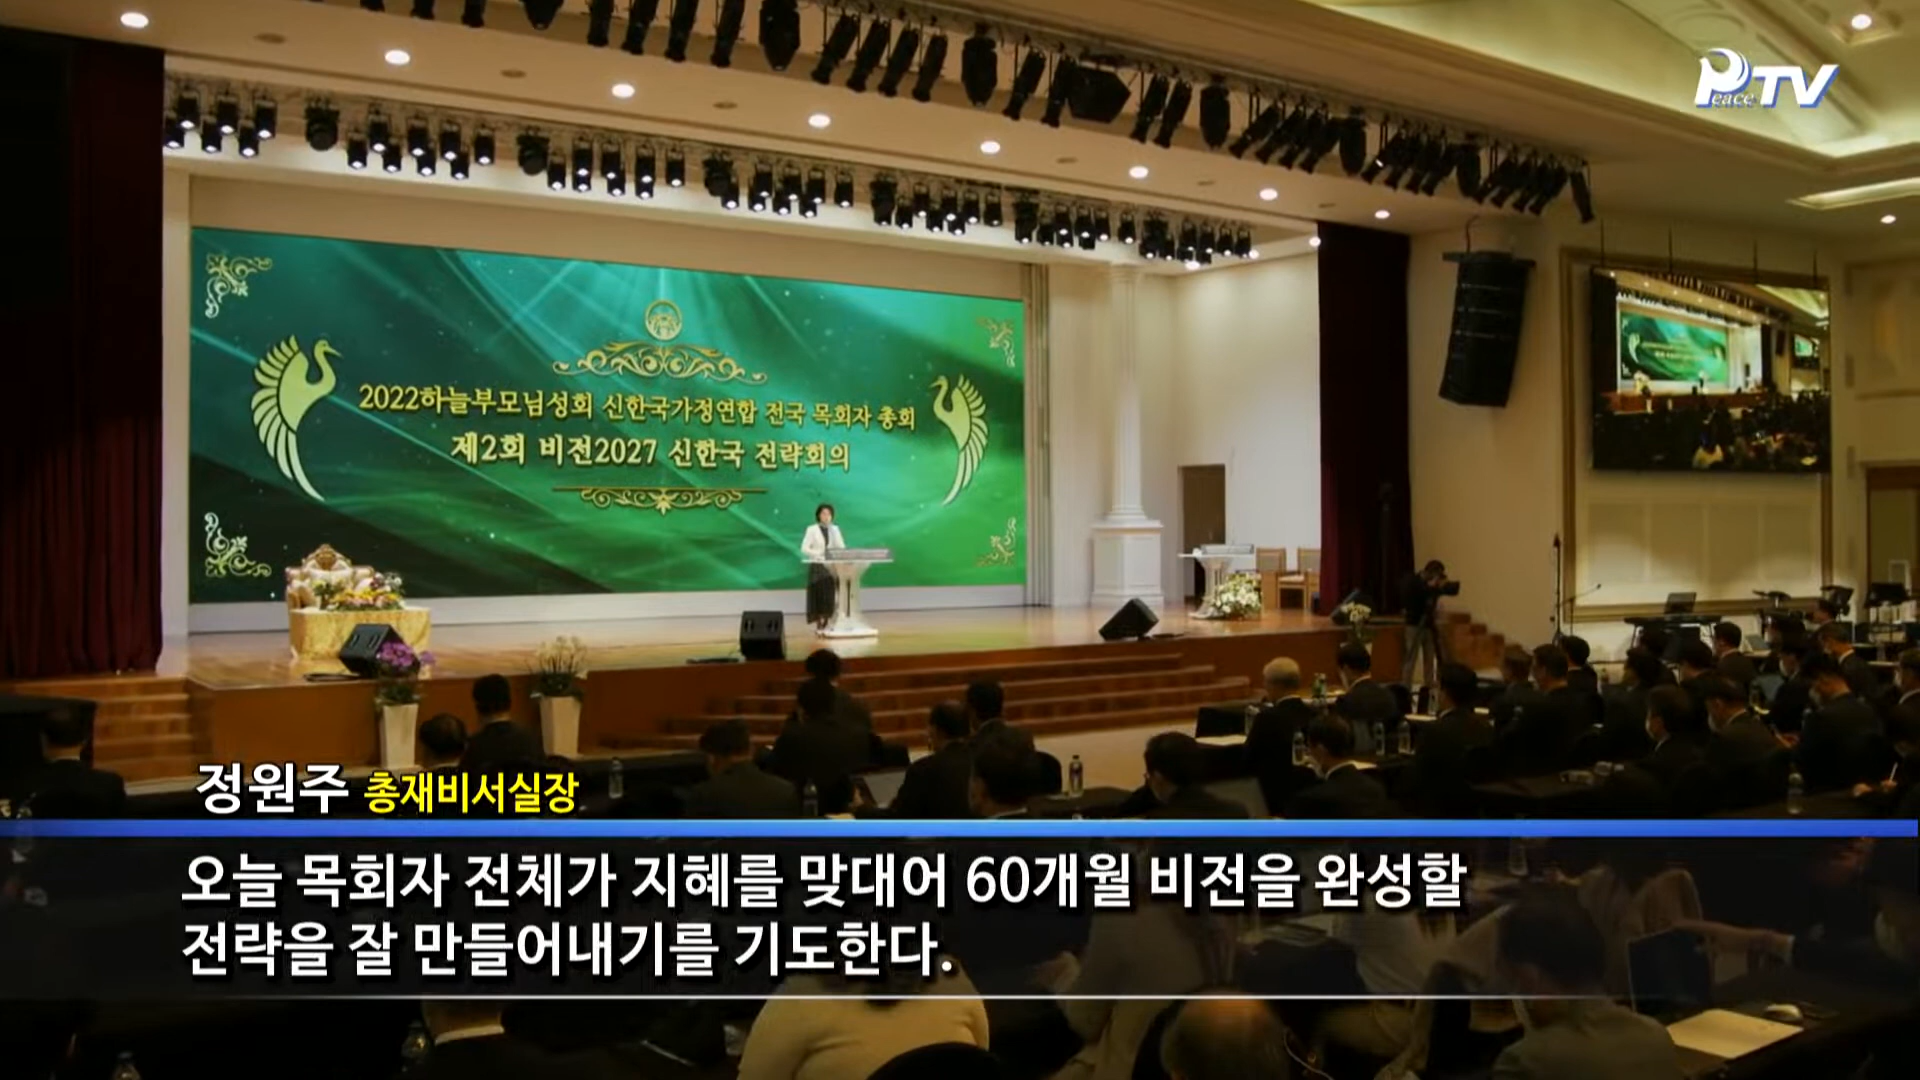 Peace TV
2022하늘부모님성회 신한국가정연합 전국 목회자 총회
제2회 비전2027 신한국 전략회의
정원주 총재비서실장
오늘 목회자 전체가 지혜를 맞대어 60개월 비전을 완성할
전략을 잘 만들어내기를 기도한다.